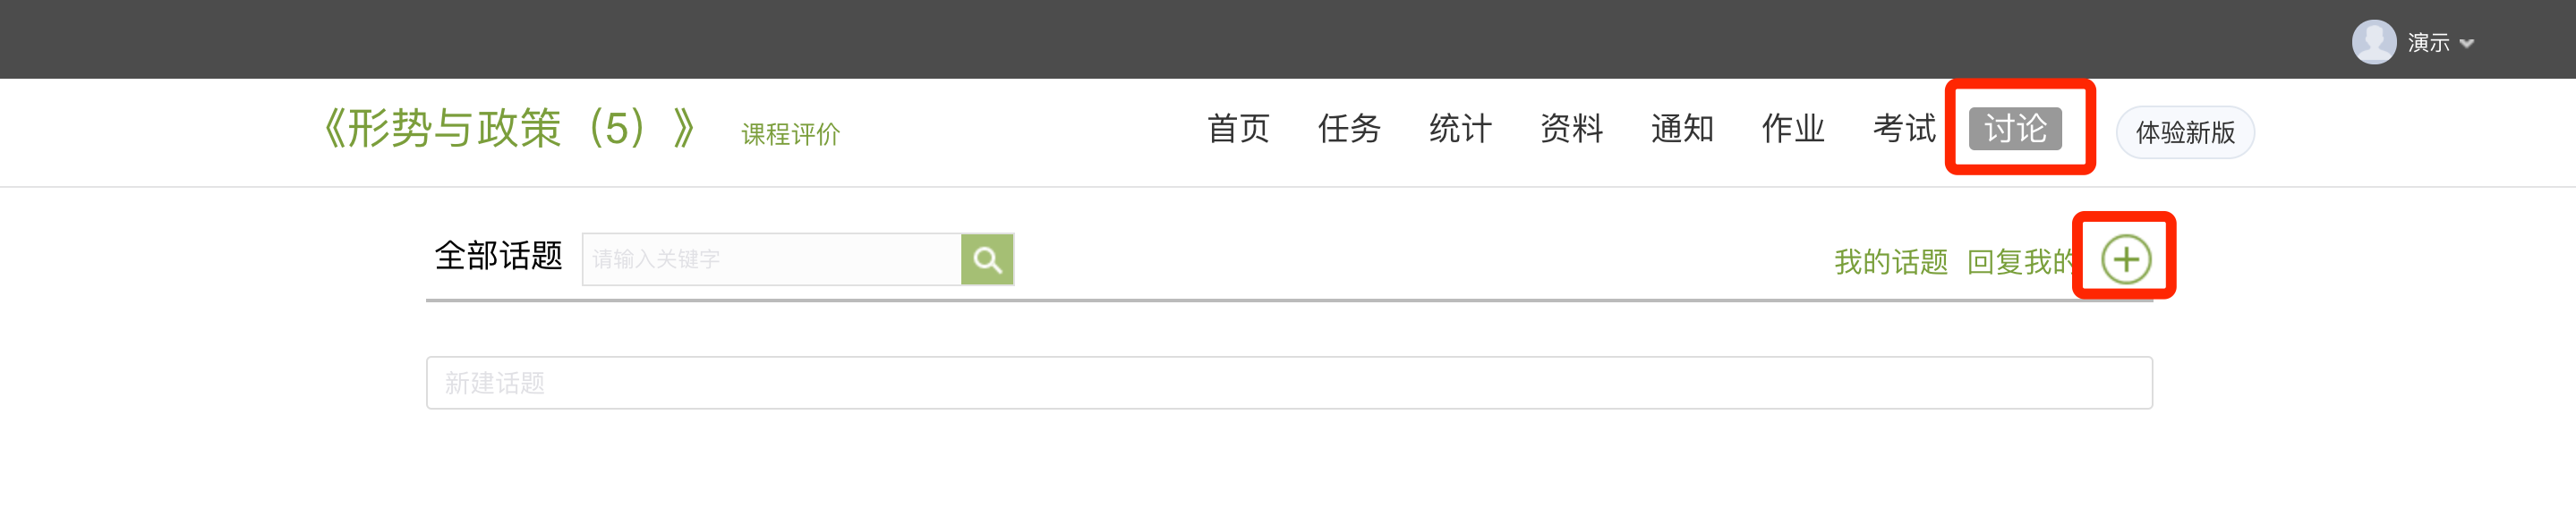 演示
《形势与政策（5）》 课程评价 首页 任务 统计 资料 通知 作业 考试 讨论 体验新版
全部话题 请输入关键字 我的话题 回复我的
新建话题